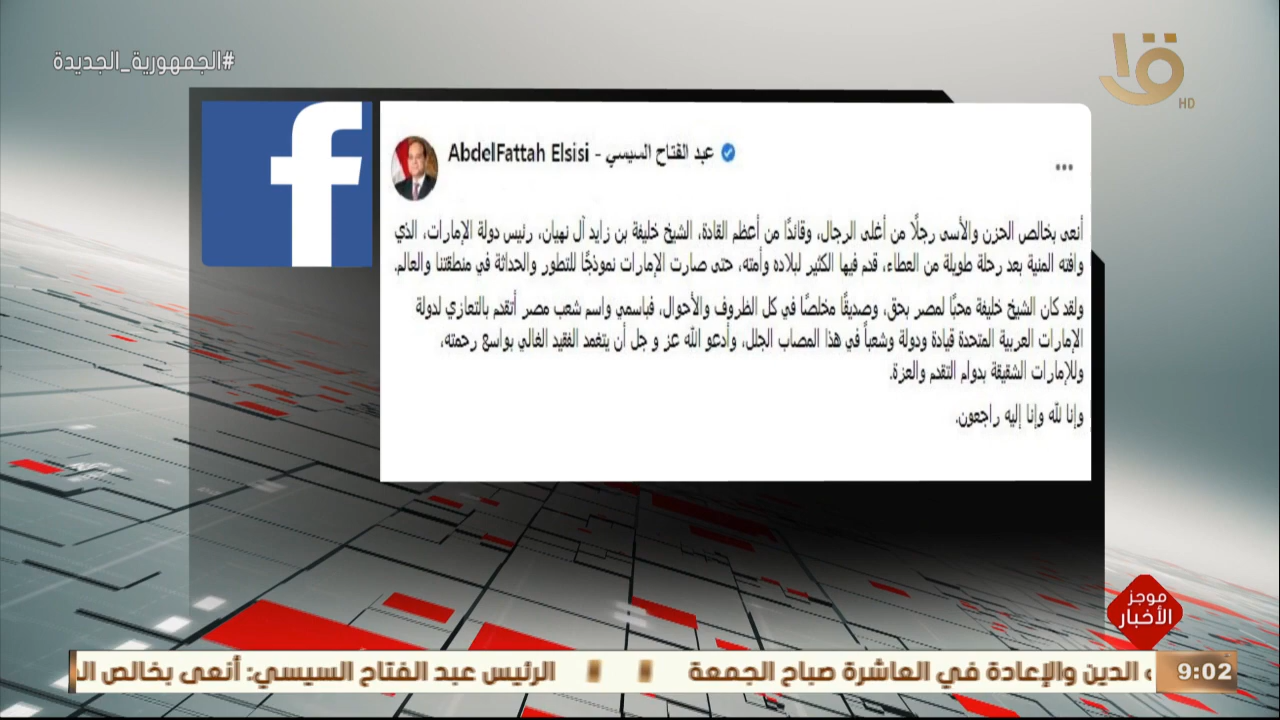 #الجمهورية_الجديدة
HD
AbdelFattah Elsisi - عبد الفتاح السيسي
أنعى بخالص الحزن والأسى رجلًا من أغلى الرجال، وقائدًا من أعظم القادة، الشيخ خليفة بن زايد آل نهيان، رئيس دولة الإمارات، الذي
وافته المنية بعد رحلة طويلة من العطاء، قدم فيها الكثير لبلاده وأمته، حتى صارت الإمارات نموذجًا للتطور والحداثة في منطقتنا والعالم.
ولقد كان الشيخ خليفة محبًا لمصر بحق، وصديقًا مخلصًا في كل الظروف والأحوال، فباسمي واسم شعب مصر أتقدم بالتعازي لدولة
الإمارات العربية المتحدة قيادة ودولة وشعباً في هذا المصاب الجلل، وأدعو الله عز و جل أن يتغمد الفقيد الغالي بواسع رحمته،
وللإمارات الشقيقة بدوام التقدم والعزة.
وإنا لله وإنا إليه راجعون.
موجز
الأخبار
الدين والإعادة في العاشرة صباح الجمعة الرئيس عبد الفتاح السيسي: أنعى بخالص الـ
9:02